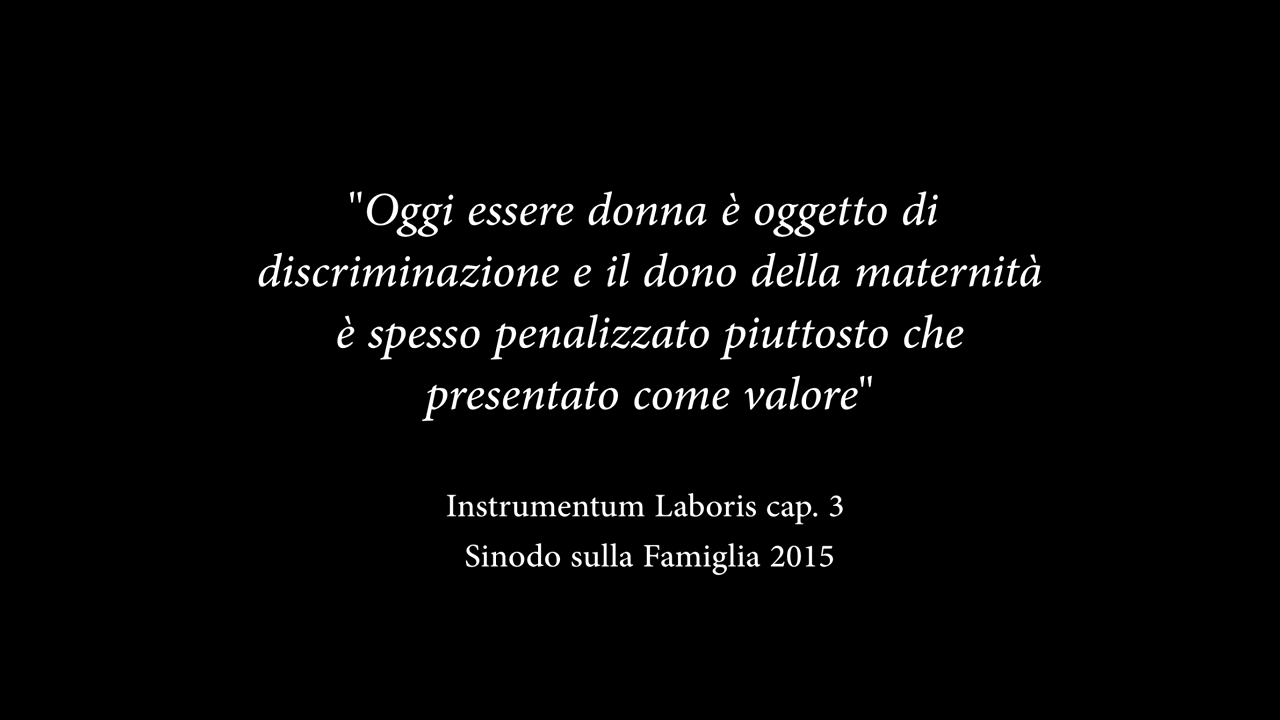 "Oggi essere donna è oggetto di
discriminazione e il dono della maternità
è spesso penalizzato piuttosto che
presentato come valore"
Instrumentum Laboris cap. 3
Sinodo sulla Famiglia 2015